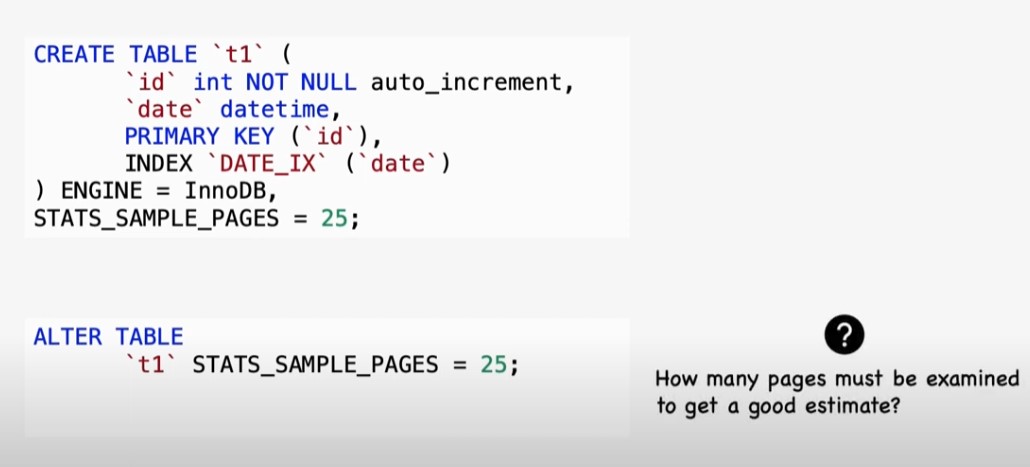 CREATE TABLE `t1` (
`id` int NOT NULL auto_increment,
`date` datetime,
PRIMARY KEY (`id`),
INDEX `DATE_IX` (`date`)
) ENGINE = InnoDB,
STATS_SAMPLE_PAGES = 25;
ALTER TABLE
`t1` STATS_SAMPLE_PAGES = 25;
?
How many pages must be examined
to get a good estimate?